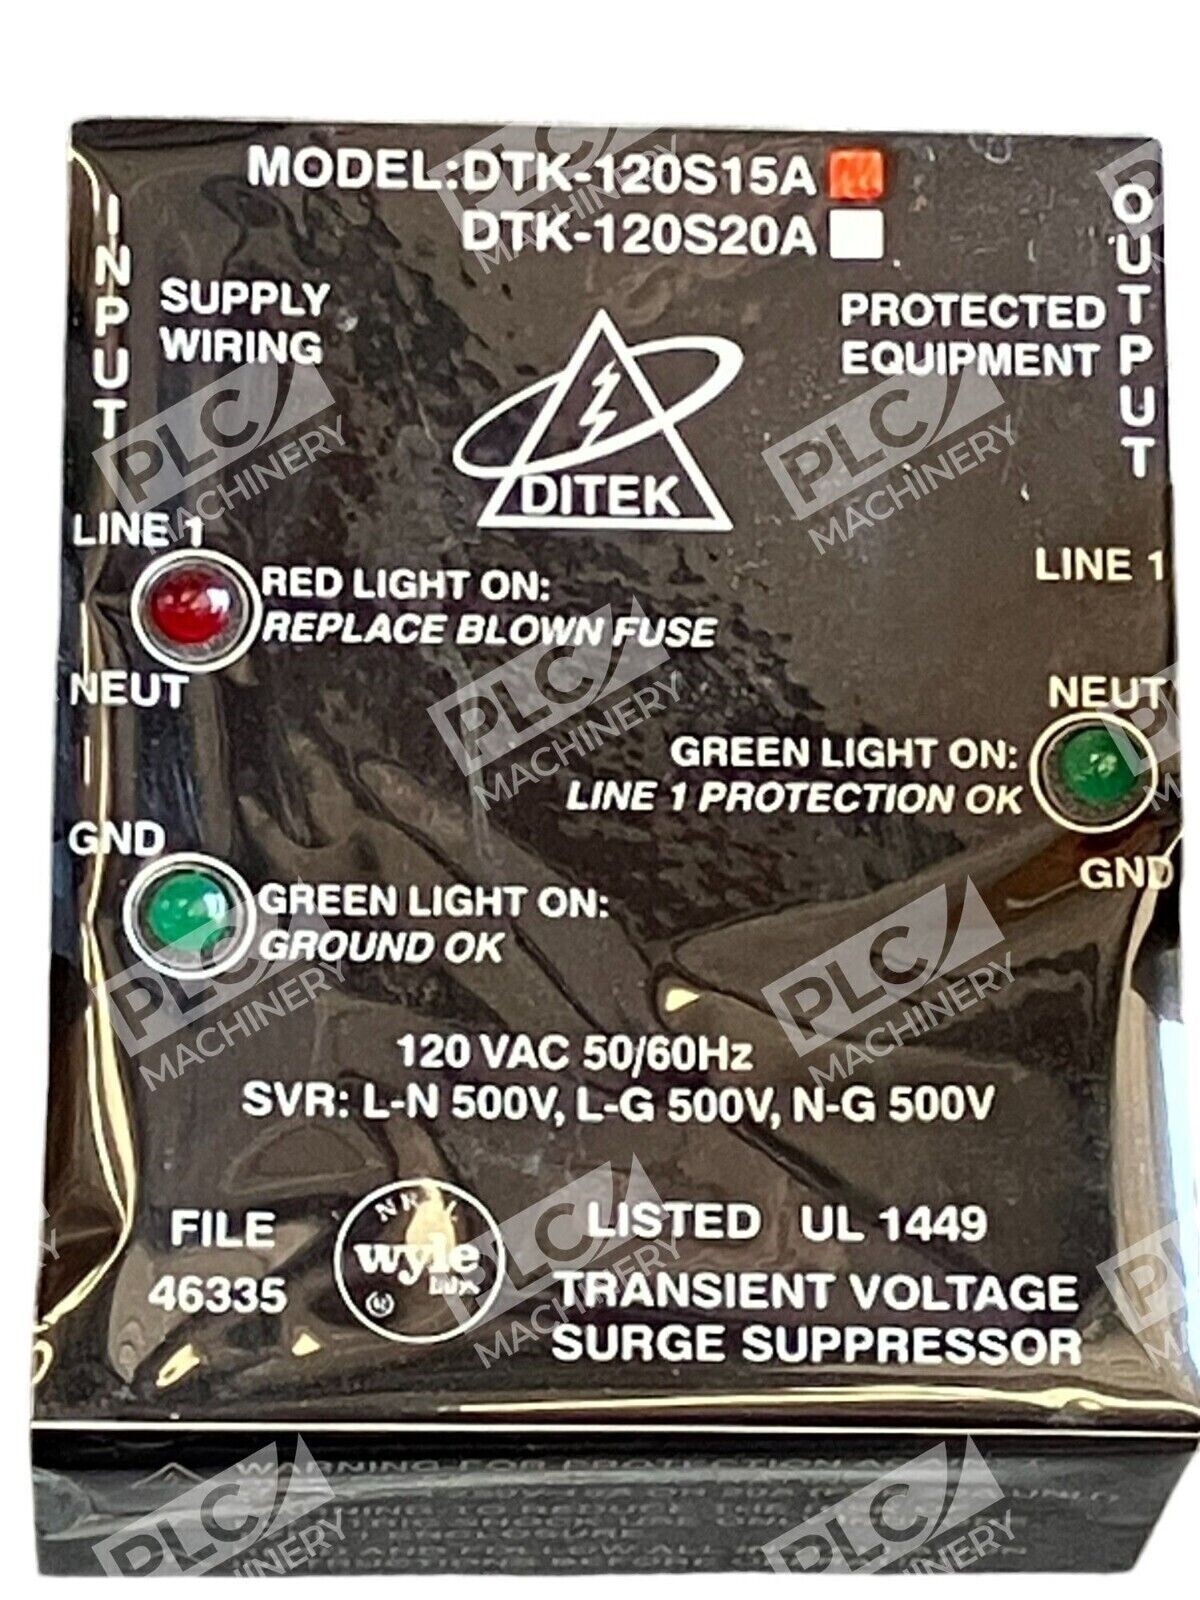 MODEL:DTK-120S15A
DTK-120S20A
INPUT
SUPPLY
WIRING
OUTPUT
PROTECTED
EQUIPMENT
DITEK
LINE 1
RED LIGHT ON:
REPLACE BLOWN FUSE
NEUT
GND
GREEN LIGHT ON:
GROUND OK
LINE 1
NEUT
GREEN LIGHT ON:
LINE 1 PROTECTION OK
GND
120 VAC 50/60Hz
SVR: L-N 500V, L-G 500V, N-G 500V
FILE
46335
wyle
LISTED UL 1449
TRANSIENT VOLTAGE
SURGE SUPPRESSOR
WARNING FOR PROTECTION
PLC
MACHINERY